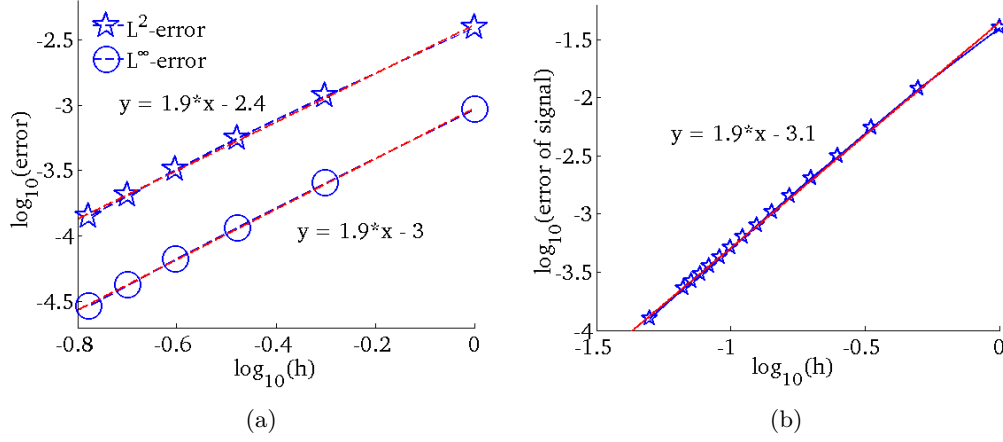 L²-error
L∞-error
y = 1.9*x - 2.4
y = 1.9*x - 3
log₁₀(error)
-2.5
-3
-3.5
-4
-4.5
-0.8
-0.6
-0.4
-0.2
0
log₁₀(h)
(a)
y = 1.9*x - 3.1
log₁₀(error of signal)
-1.5
-2
-2.5
-3
-3.5
-4
-1.5
-1
-0.5
0
log₁₀(h)
(b)